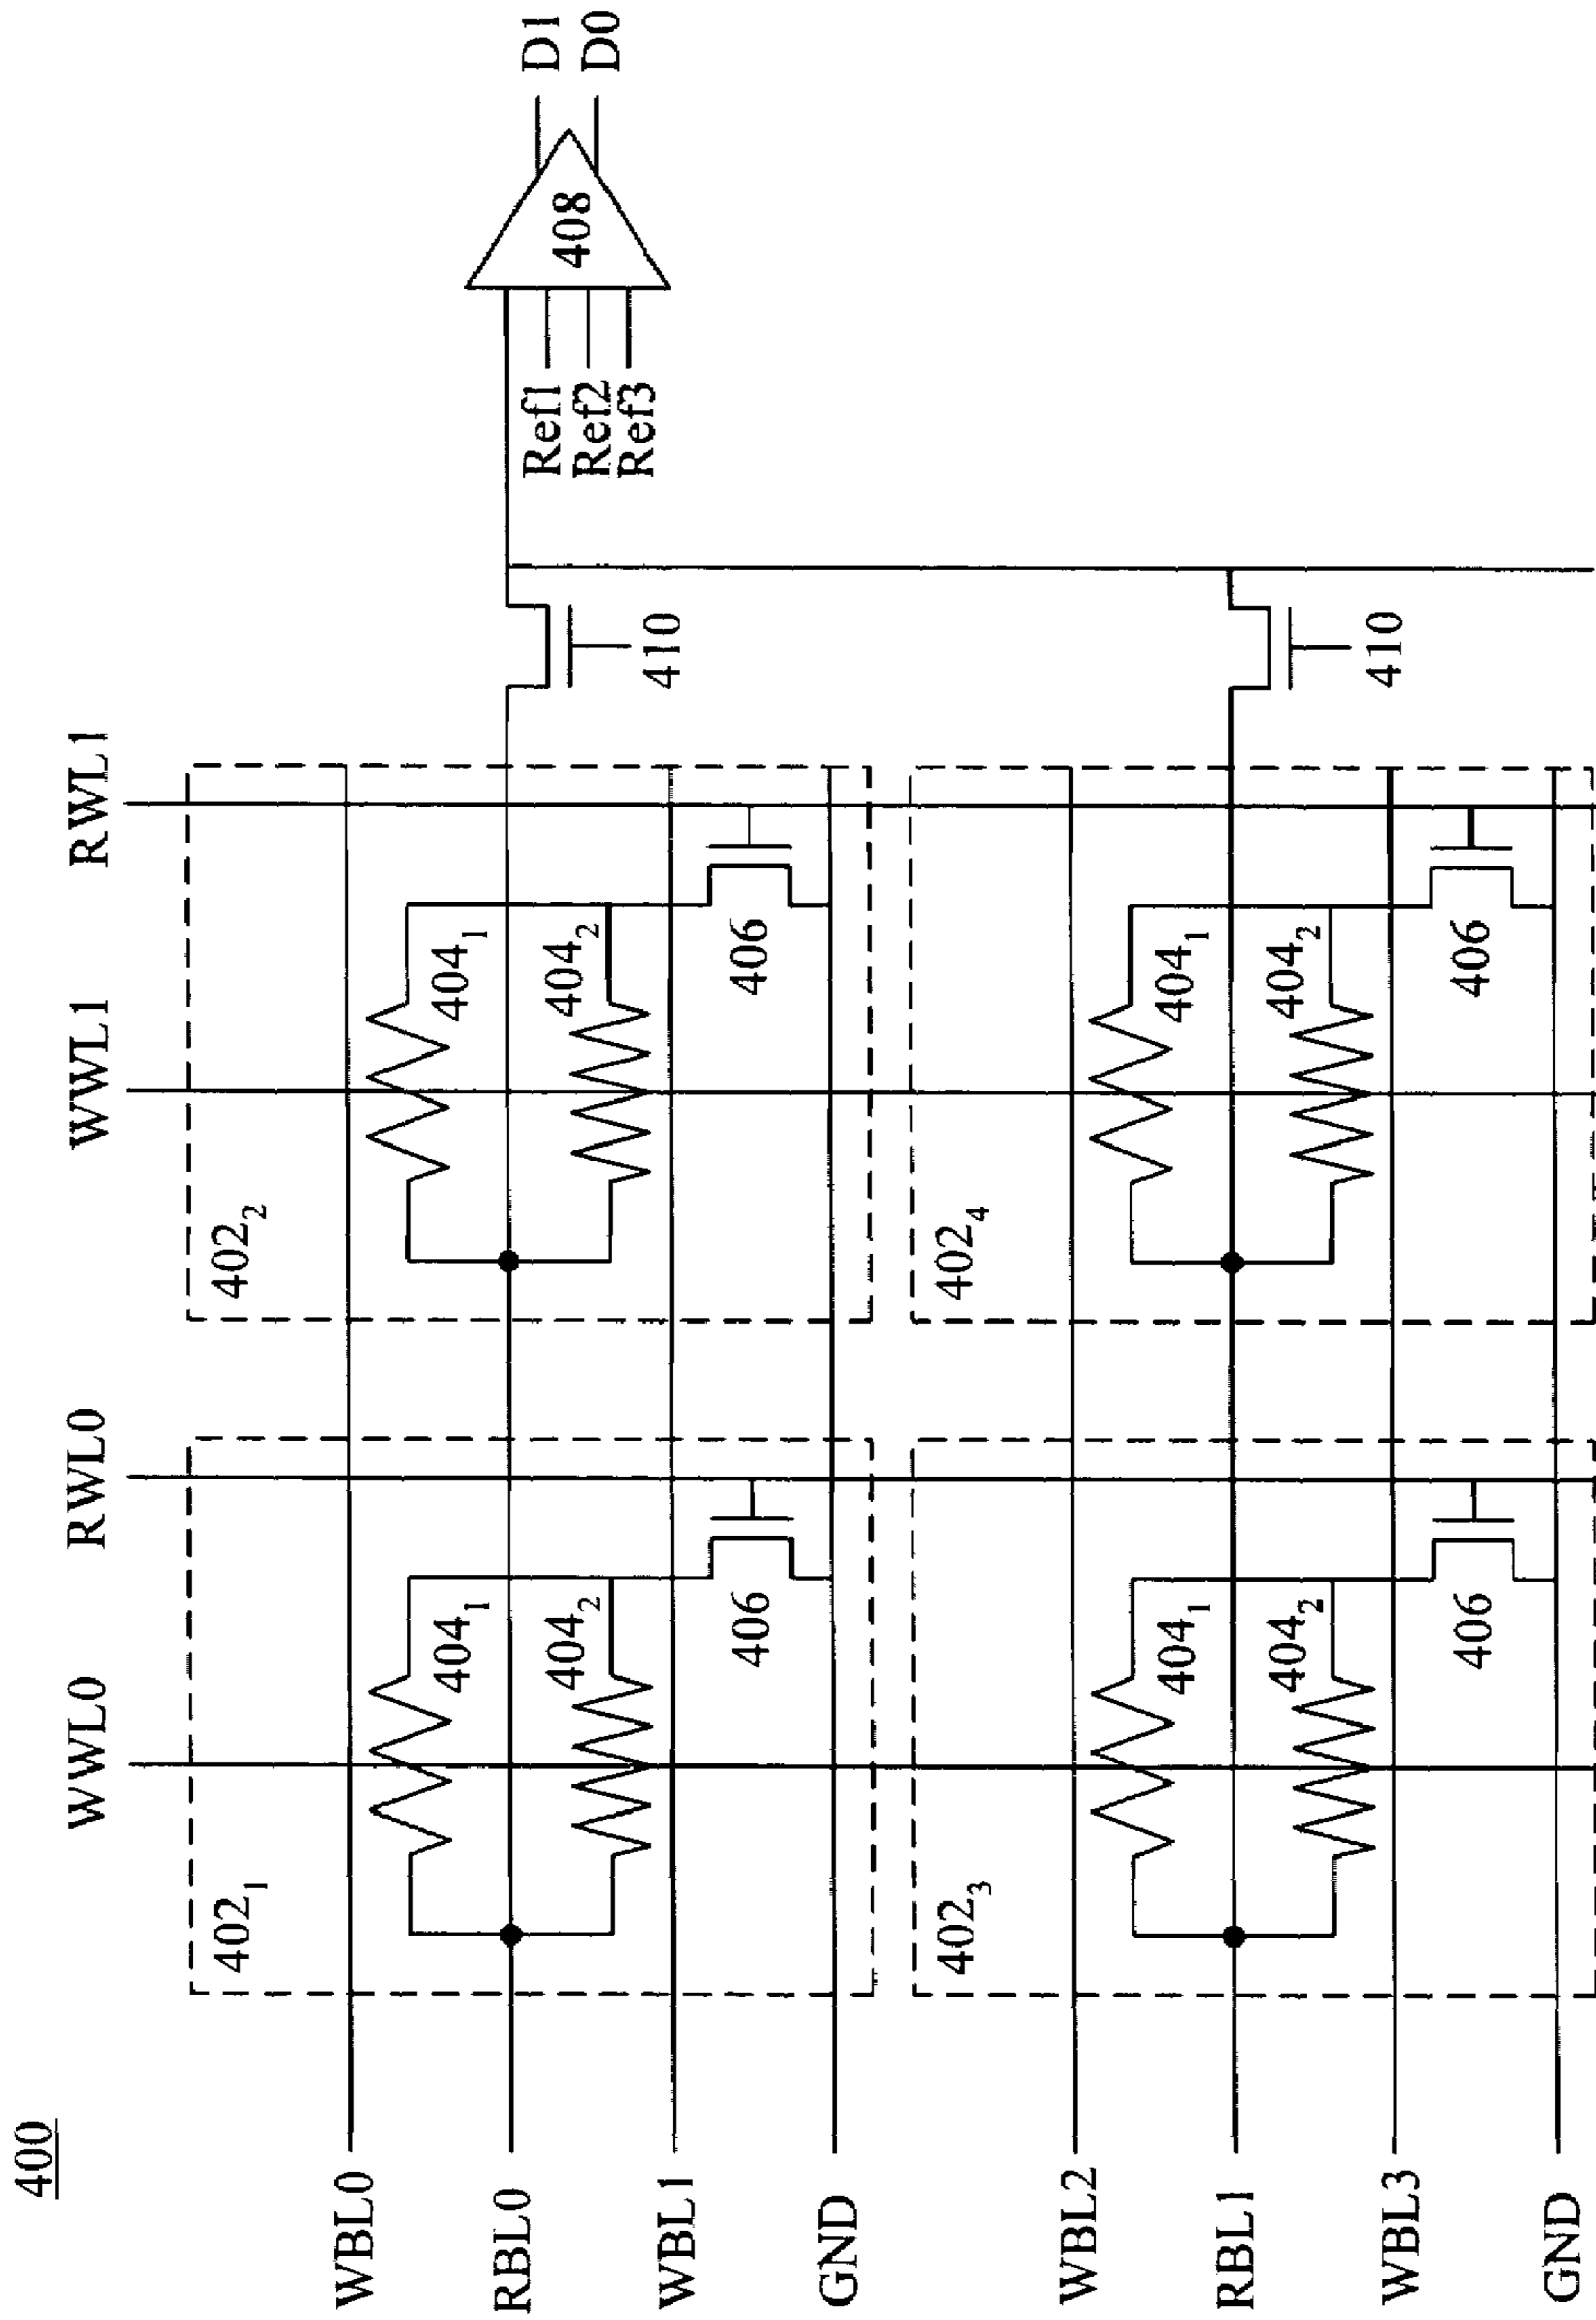 400
WWL0 RWL0 WWL1 RWL1
402₁ 402₂
WBL0
404₁ 404₁
RBL0
404₂ 404₂
410
WBL1
406 406
GND
Ref1
Ref2
Ref3
408
D1
D0
402₃ 402₄
WBL2
404₁ 404₁
RBL1
404₂ 404₂
410
WBL3
406 406
GND